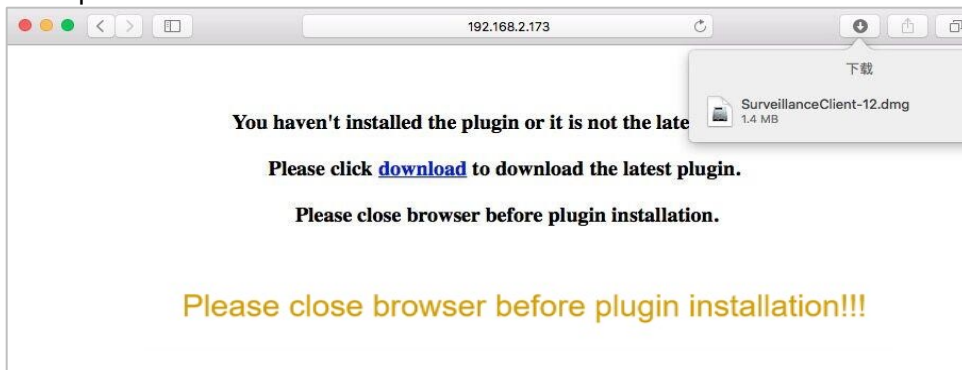 192.168.2.173
下载
SurveillanceClient-12.dmg
1.4 MB
You haven't installed the plugin or it is not the late
Please click download to download the latest plugin.
Please close browser before plugin installation.
Please close browser before plugin installation!!!